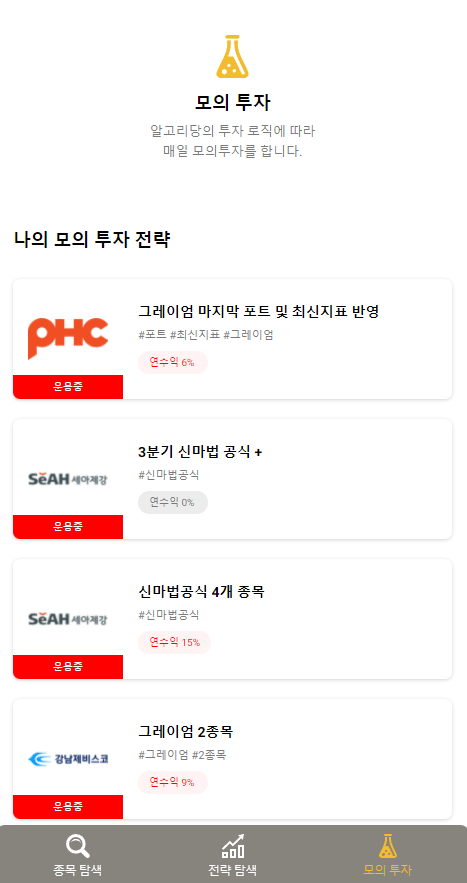 모의 투자
알고리당의 투자 로직에 따라
매일 모의투자를 합니다.
나의 모의 투자 전략
PHC
운용중
그레이엄 마지막 포트 및 최신지표 반영
#포트 #최신지표 #그레이엄
연수익 6%
SeAH 세아제강
운용중
3분기 신마법 공식 +
#신마법공식
연수익 0%
SeAH 세아제강
운용중
신마법공식 4개 종목
#신마법공식
연수익 15%
강남제비스코
운용중
그레이엄 2종목
#그레이엄 #2종목
연수익 9%
종목 탐색
전략 탐색
모의 투자